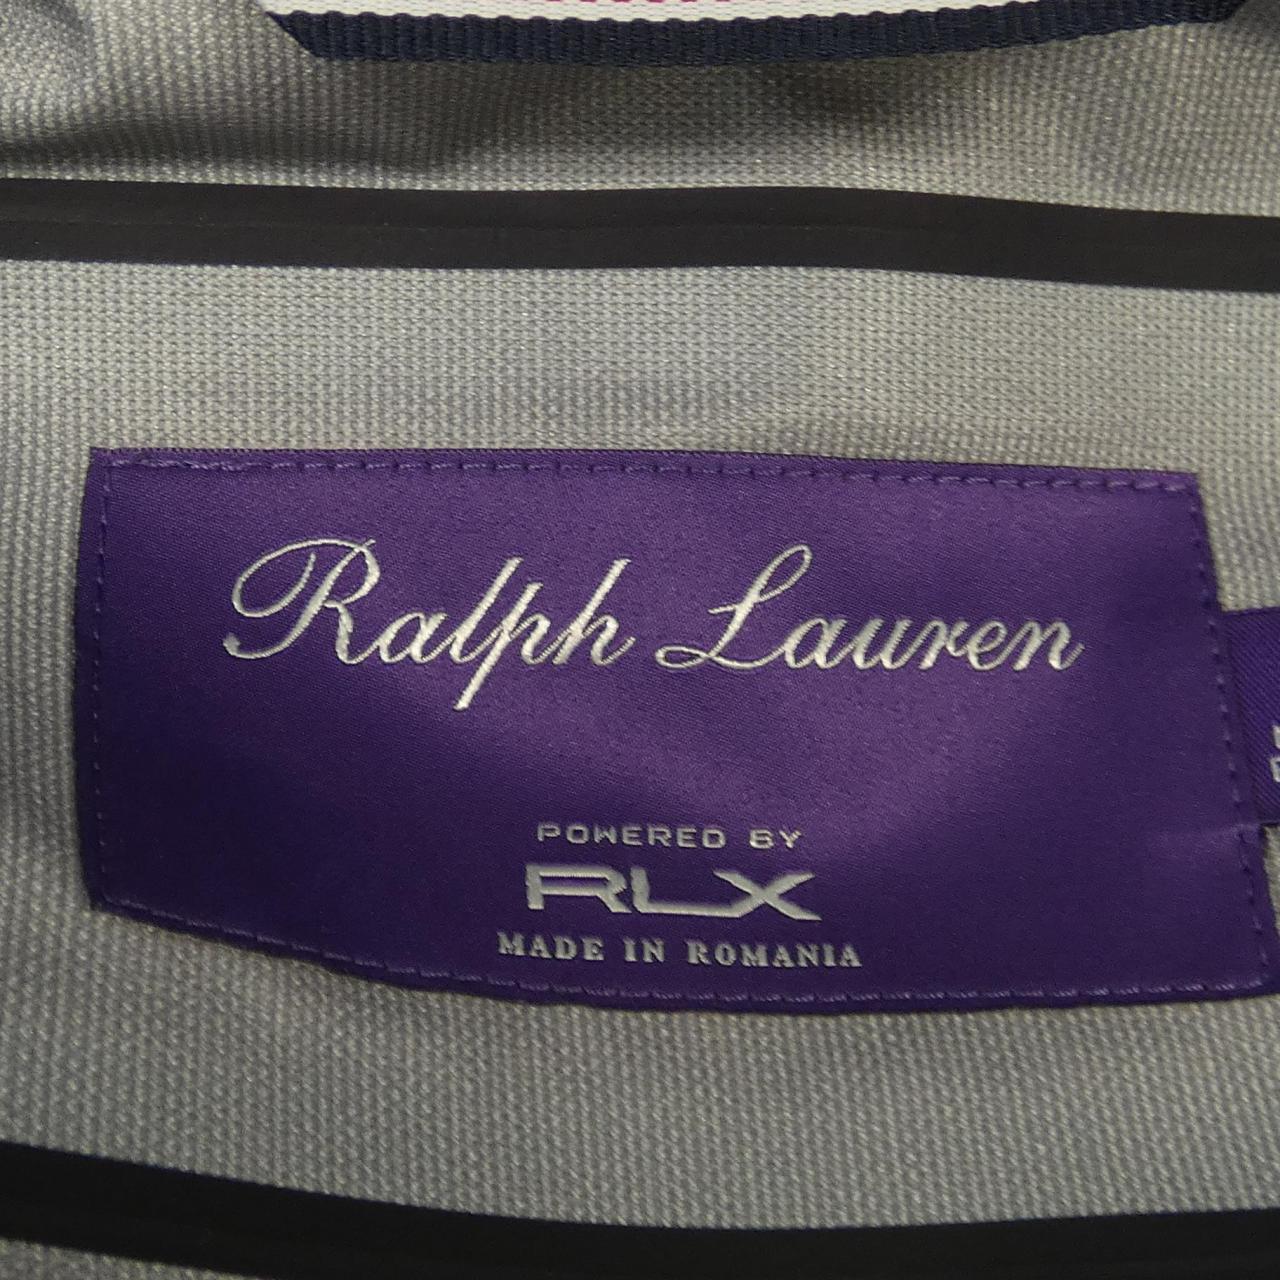 Ralph Lauren
POWERED BY
RLX
MADE IN ROMANIA